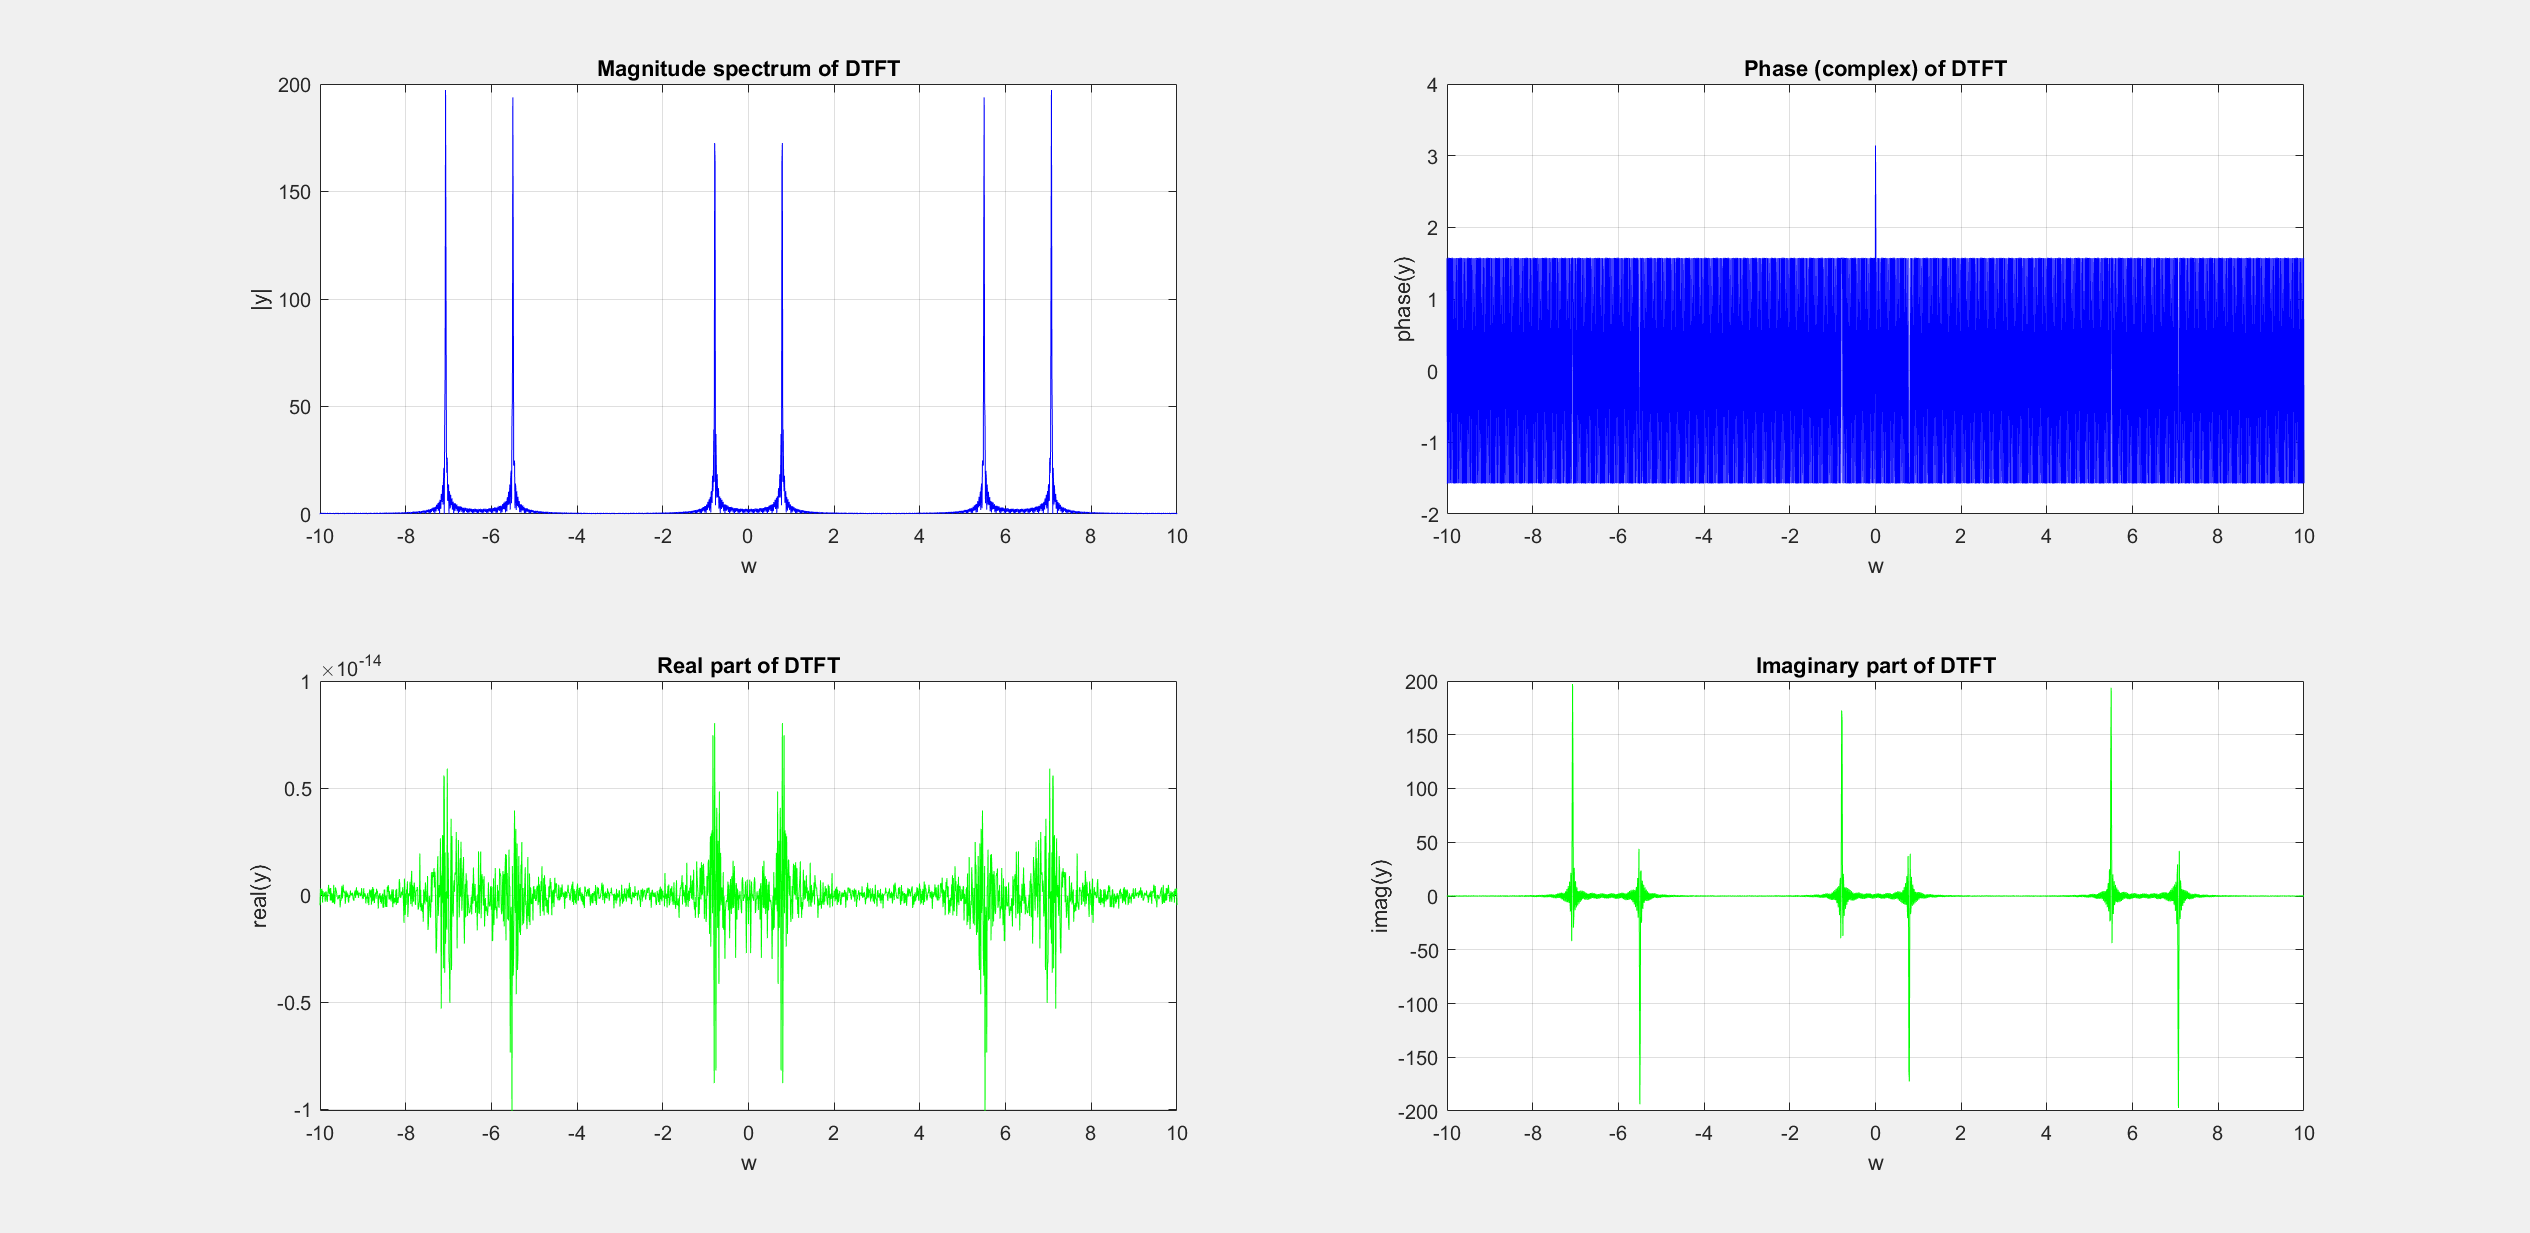 Magnitude spectrum of DTFT
200
150
100
50
0
|y|
-10 -8 -6 -4 -2 0 2 4 6 8 10
w
Phase (complex) of DTFT
4
3
2
1
0
-1
-2
phase(y)
-10 -8 -6 -4 -2 0 2 4 6 8 10
w
×10-14
Real part of DTFT
1
0.5
0
-0.5
-1
real(y)
-10 -8 -6 -4 -2 0 2 4 6 8 10
w
Imaginary part of DTFT
200
150
100
50
0
-50
-100
-150
-200
imag(y)
-10 -8 -6 -4 -2 0 2 4 6 8 10
w